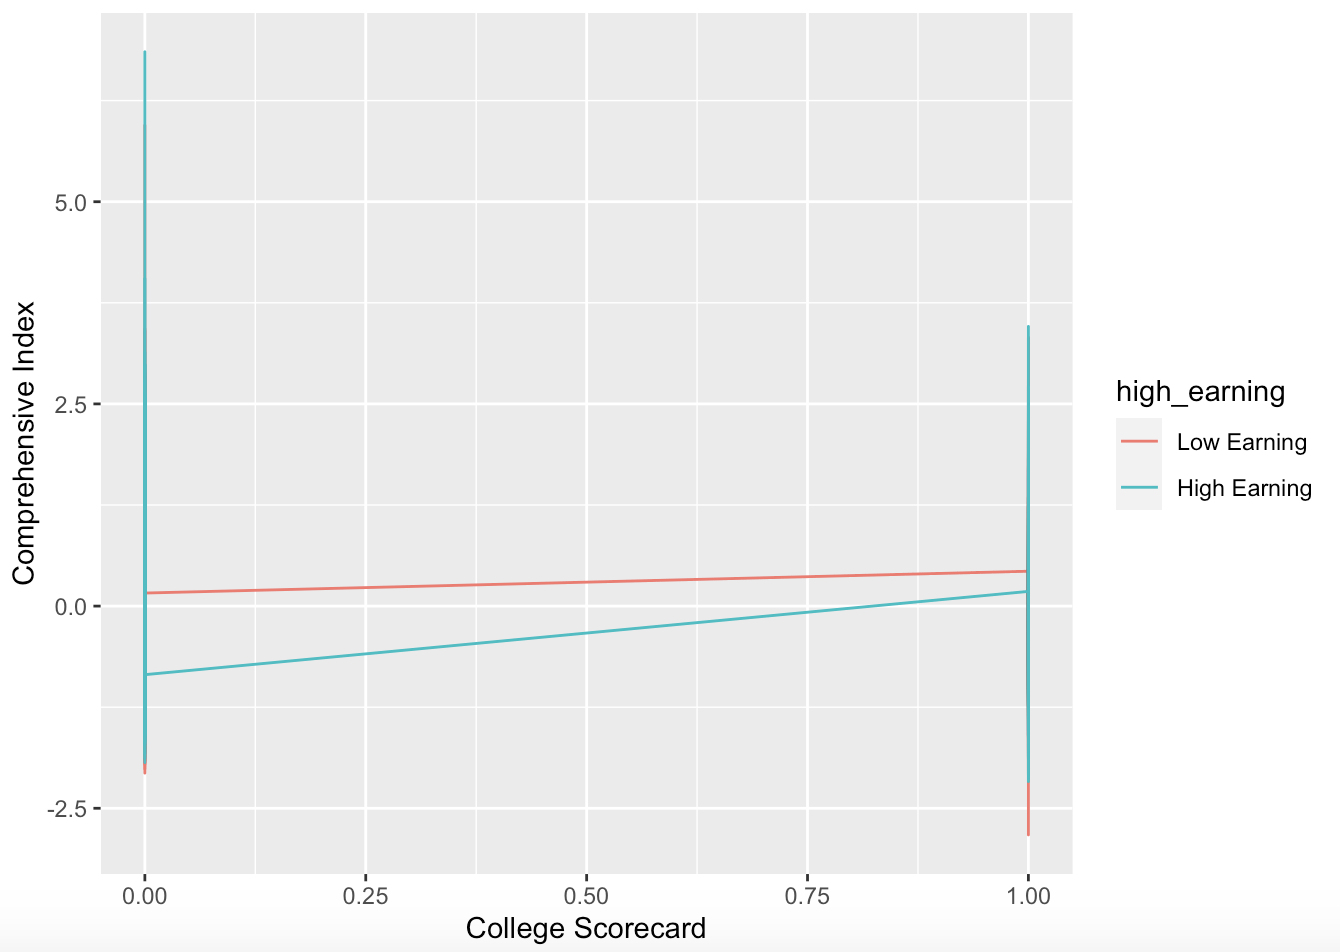 Comprehensive Index
5.0
2.5
0.0
-2.5
0.00 0.25 0.50 0.75 1.00
College Scorecard
high_earning
Low Earning
High Earning